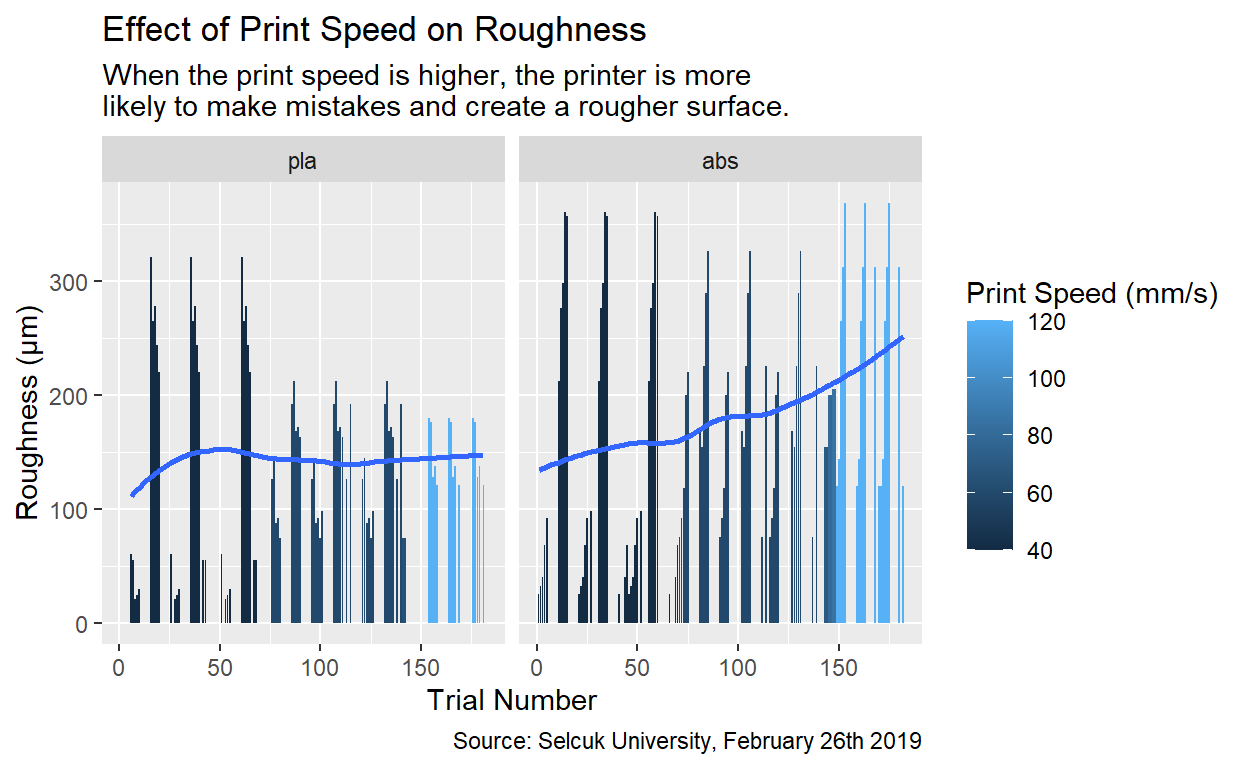 Effect of Print Speed on Roughness
When the print speed is higher, the printer is more
likely to make mistakes and create a rougher surface.
pla
abs
Roughness (μm)
300
200
100
0
0
50
100
150
0
50
100
150
Trial Number
Print Speed (mm/s)
120
100
80
60
40
Source: Selcuk University, February 26th 2019